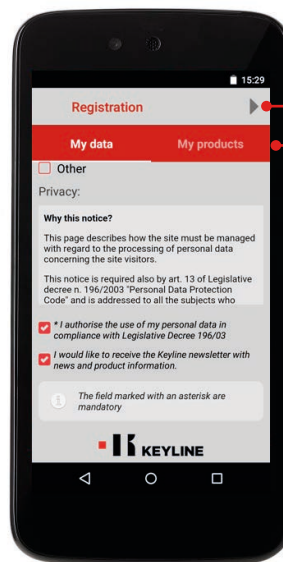 15:29
Registration
My data My products
Other
Privacy:
Why this notice?
This page describes how the site must be managed
with regard to the processing of personal data
concerning the site visitors.
This notice is required also by art. 13 of Legislative
decree n. 196/2003 "Personal Data Protection
Code" and is addressed to all the subjects who
* I authorise the use of my personal data in
compliance with Legislative Decree 196/03
I would like to receive the Keyline newsletter with
news and product information.
The field marked with an asterisk are
mandatory
KEYLINE